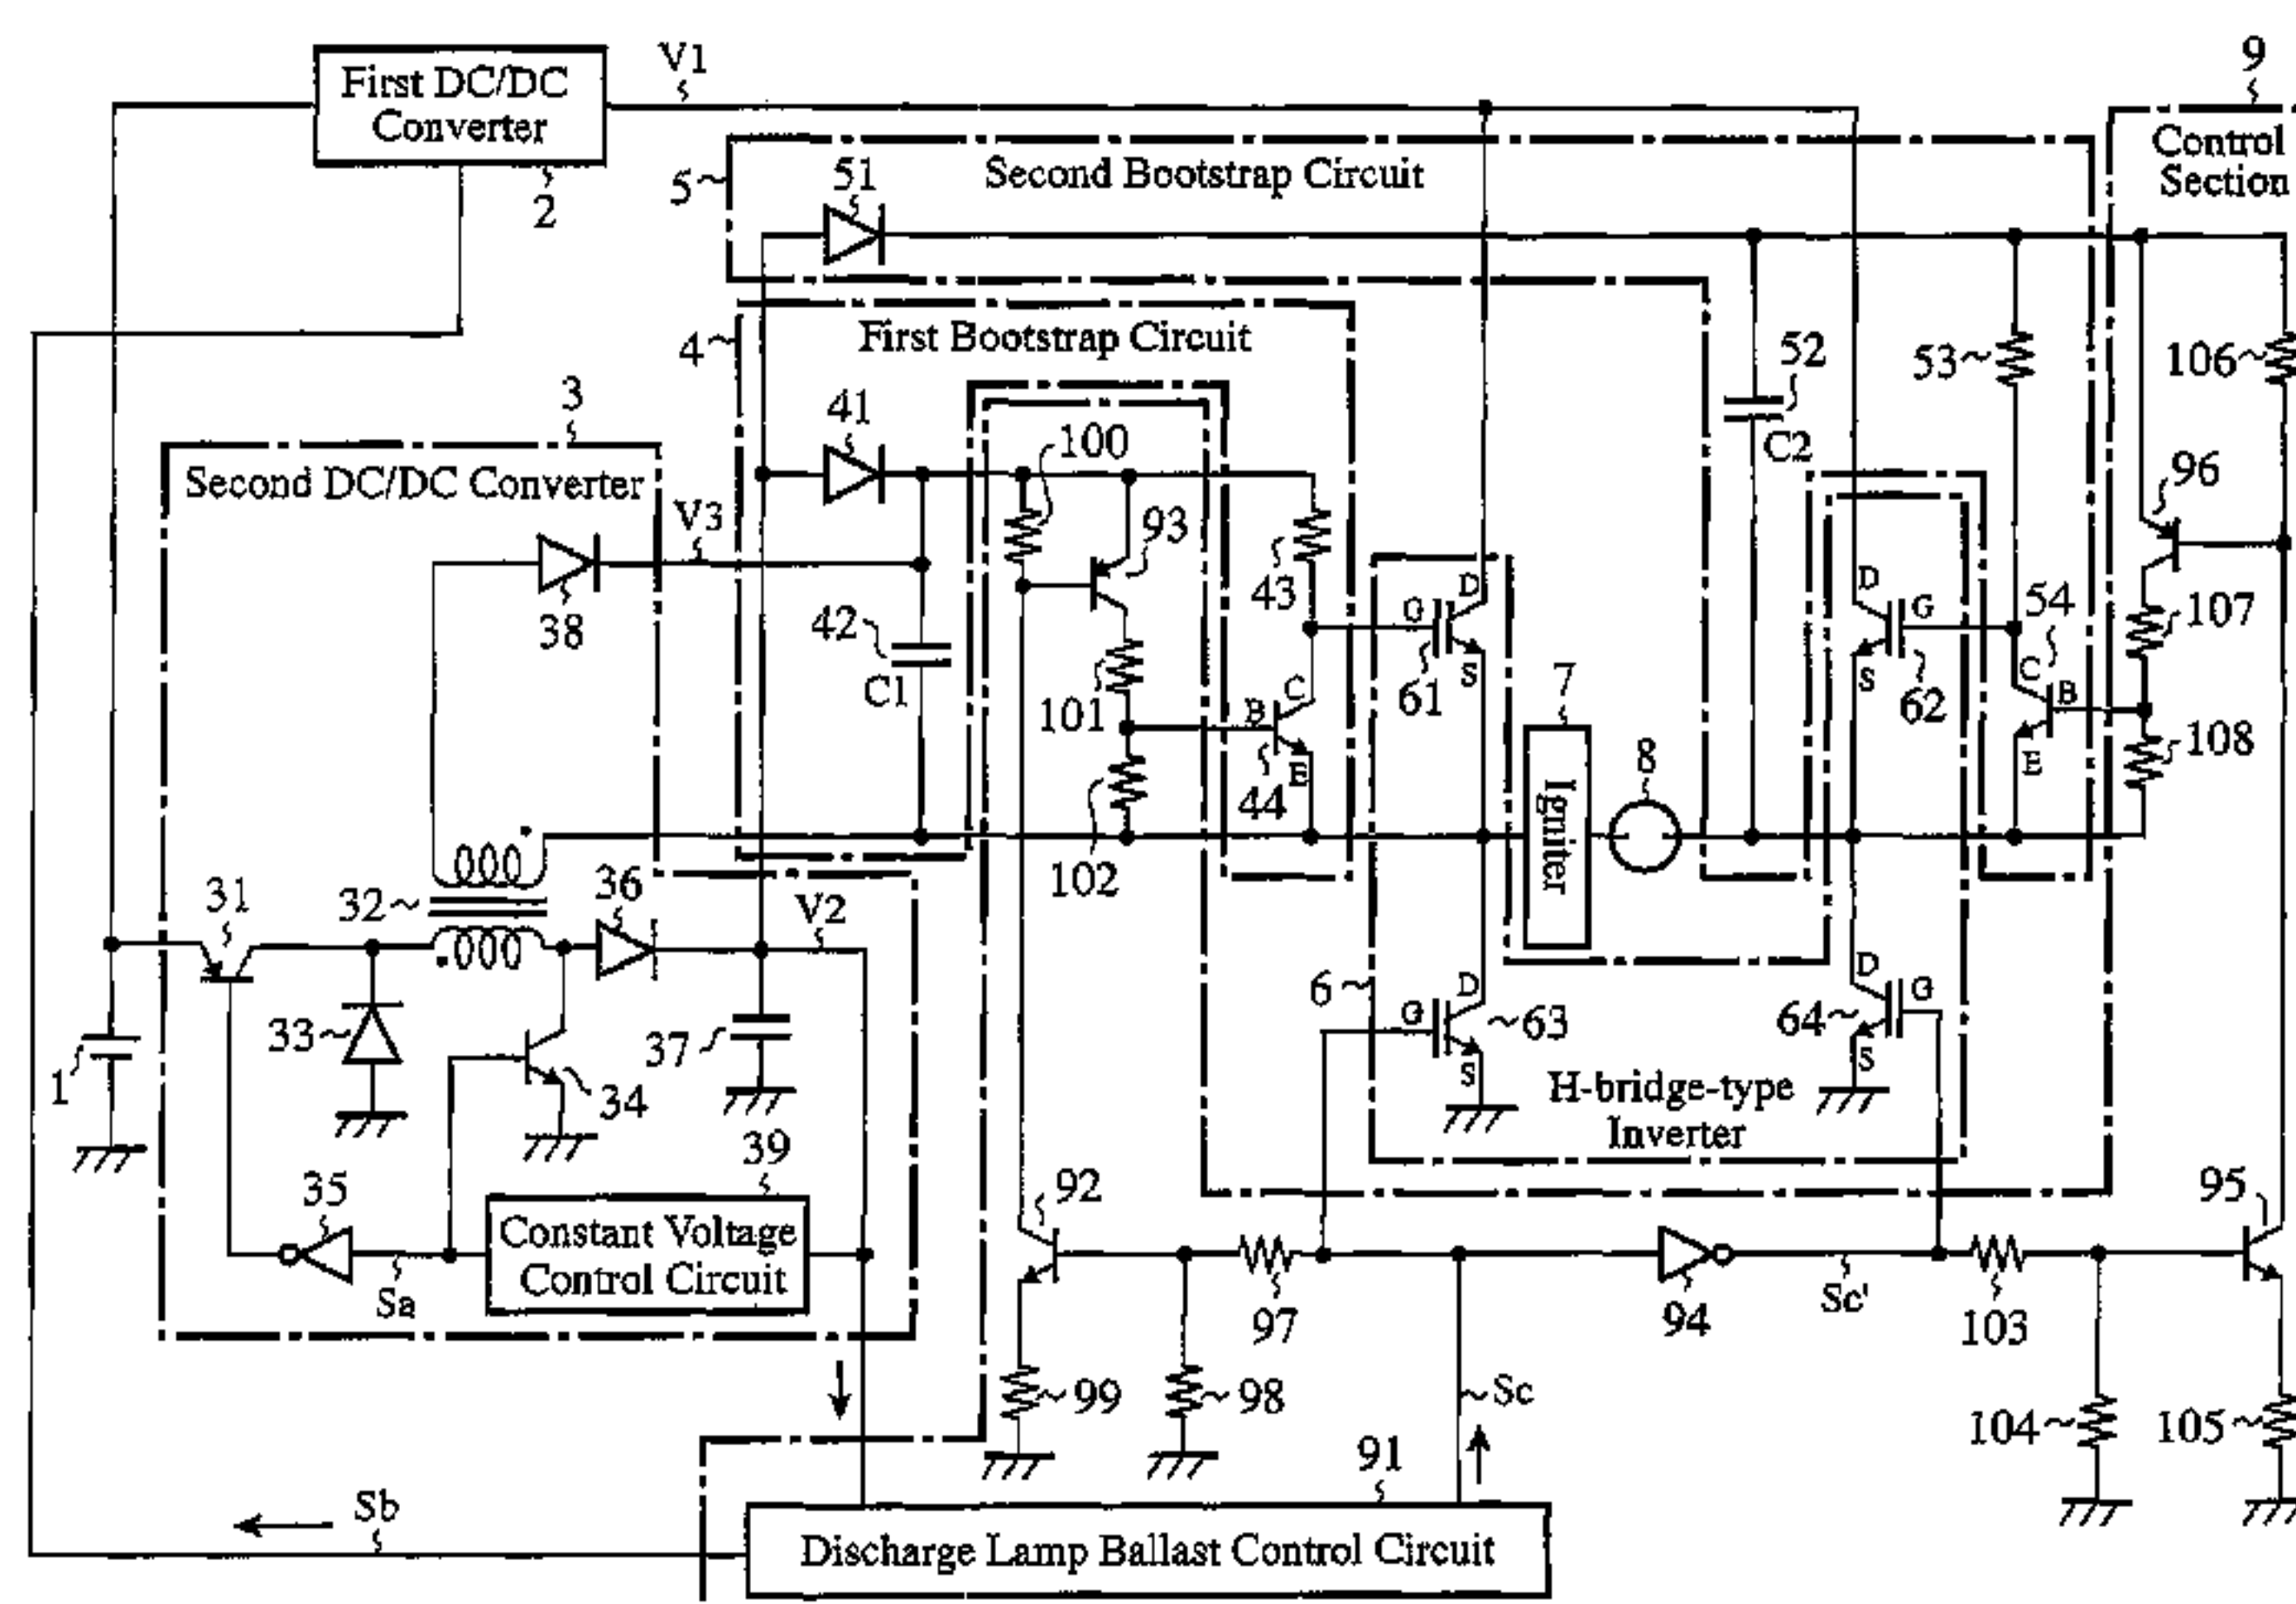 V1
9
First DC/DC
Converter
Control
Section
2
5
51
Second Bootstrap Circuit
4
First Bootstrap Circuit
52
53
106
3
41
100
C2
Second DC/DC Converter
V3
93
96
43
D
G
D
G
54
107
38
42
C1
101
61
S
7
S
62
C
B
B
C
108
44
E
8
E
102
Igniter
31
32
36
V2
6
G
D
63
D
G
64
S
S
33
37
1
34
H-bridge-type
Inverter
39
35
92
95
Constant Voltage
Control Circuit
Sa
97
94
Sc'
103
99
98
Sc
104
105
91
Sb
Discharge Lamp Ballast Control Circuit